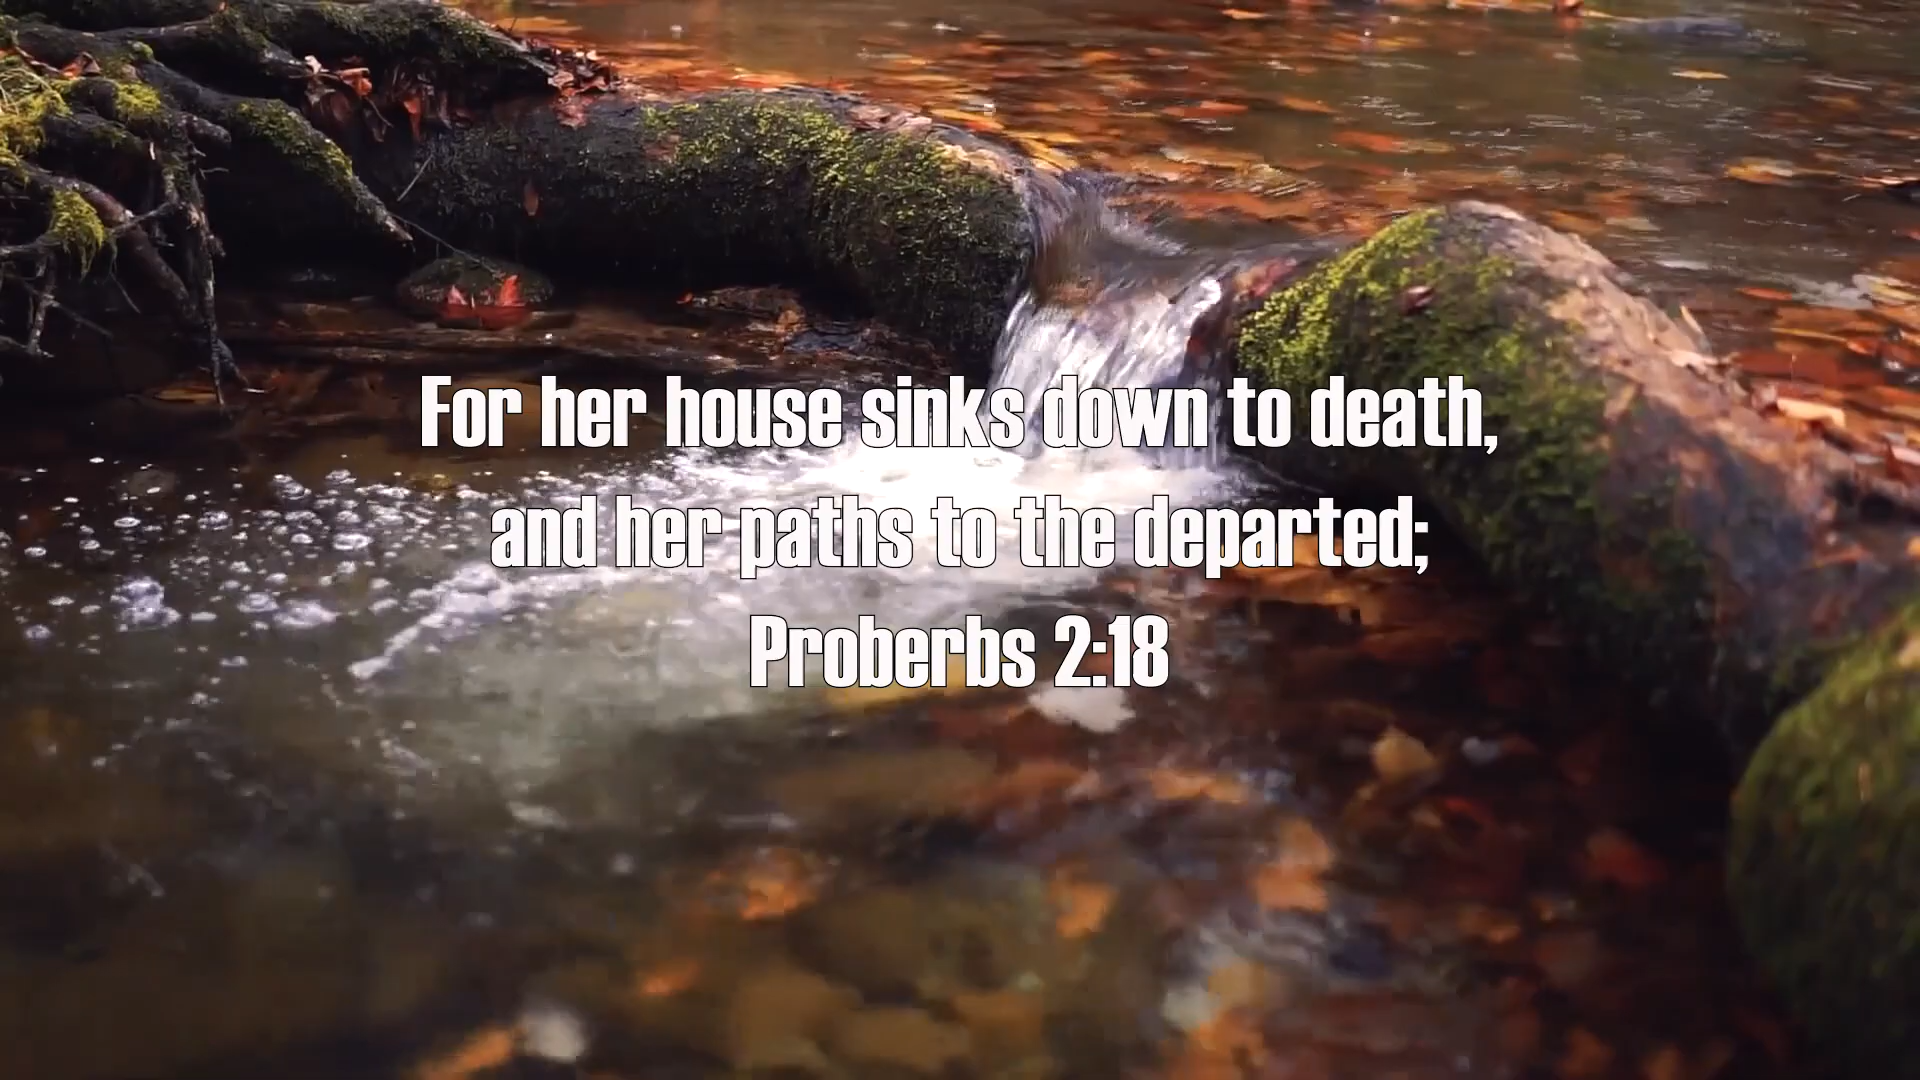 For her house sinks down to death,
and her paths to the departed;
Proberbs 2:18